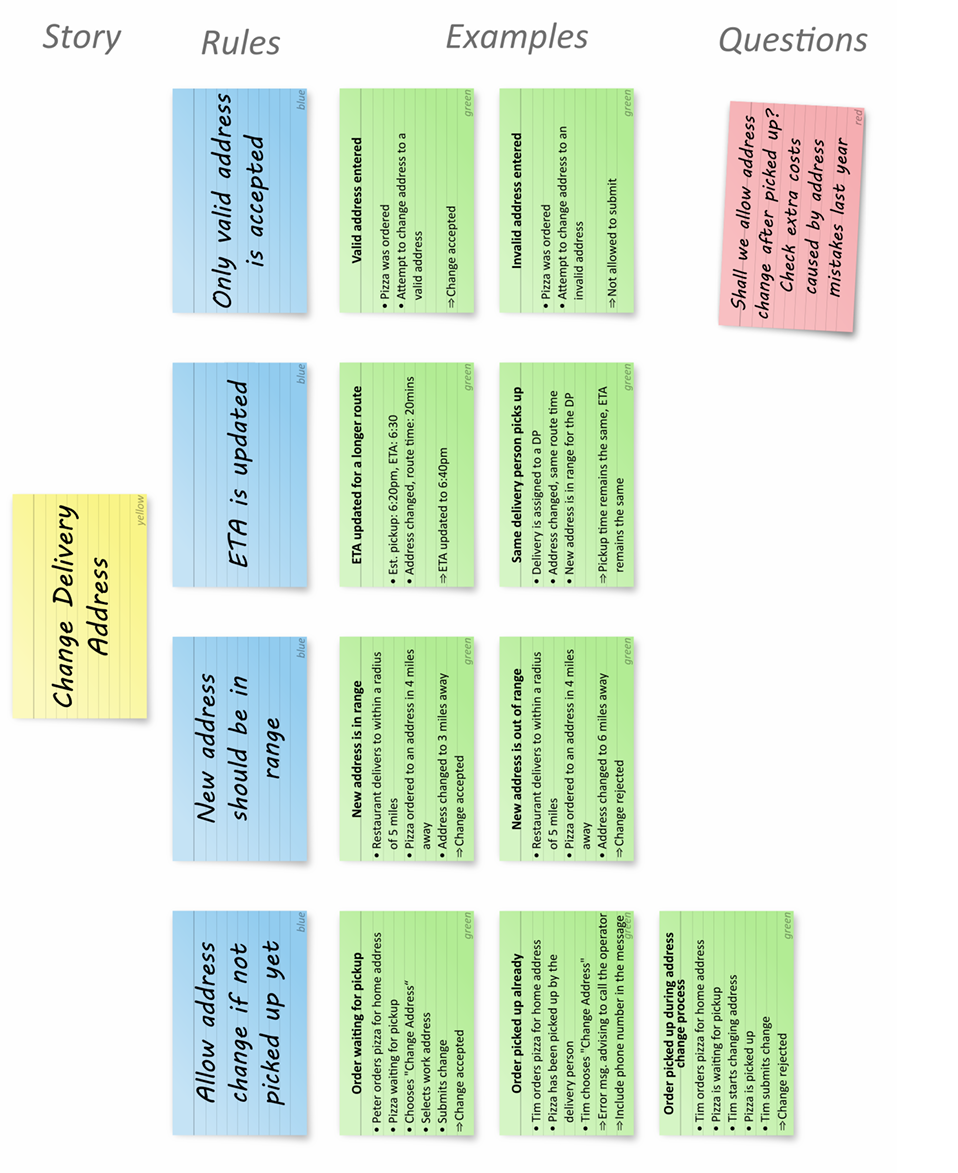 Story
Rules
Examples
Questions
Change Delivery
Address
yellow
Only valid address
is accepted
blue
Valid address entered
• Pizza was ordered
• Attempt to change address to a
valid address
⇒Change accepted
green
Invalid address entered
• Pizza was ordered
• Attempt to change address to an
invalid address
⇒ Not allowed to submit
green
Shall we allow address
change after picked up?
Check extra costs
caused by address
mistakes last year
red
ETA is updated
blue
ETA updated for a longer route
• Est. pickup: 6:20pm, ETA: 6:30
• Address changed, route time: 20mins
⇒ETA updated to 6:40pm
green
Same delivery person picks up
• Delivery is assigned to a DP
• Address changed, same route time
• New address is in range for the DP
⇒Pickup time remains the same, ETA
remains the same
green
New address
should be in
range
blue
New address is in range
• Restaurant delivers to within a radius
of 5 miles
• Pizza ordered to an address in 4 miles
away
• Address changed to 3 miles away
⇒Change accepted
green
New address is out of range
• Restaurant delivers to within a radius
of 5 miles
• Pizza ordered to an address in 4 miles
away
• Address changed to 6 miles away
⇒Change rejected
green
Allow address
change if not
picked up yet
blue
Order waiting for pickup
• Peter orders pizza for home address
• Pizza waiting for pickup
• Chooses "Change Address“
• Selects work address
• Submits change
⇒Change accepted
green
Order picked up already
• Tim orders pizza for home address
• Pizza has been picked up by the
delivery person
• Tim chooses "Change Address"
⇒Error msg. advising to call the operator
⇒Include phone number in the message
green
Order picked up during address
change process
• Tim orders pizza for home address
• Pizza is waiting for pickup
• Tim starts changing address
• Pizza is picked up
• Tim submits change
⇒Change rejected
green